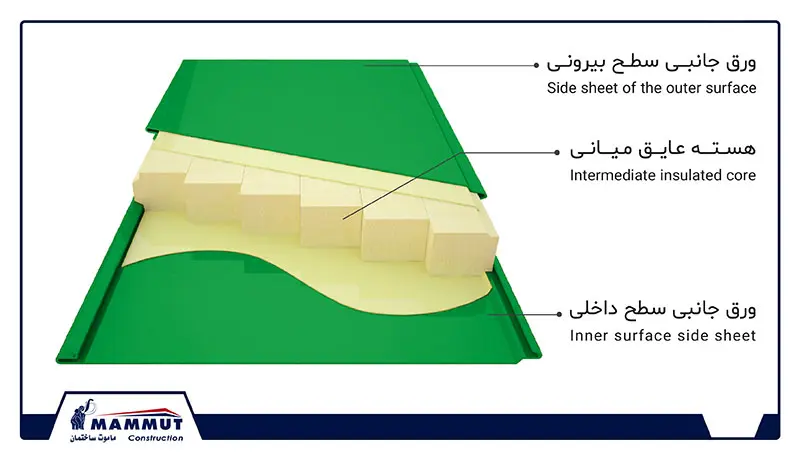 ورق جانبی سطح بیرونی
Side sheet of the outer surface
هسته عایق میانی
Intermediate insulated core
ورق جانبی سطح داخلی
Inner surface side sheet
MAMMUT
ماموت ساختمان Construction